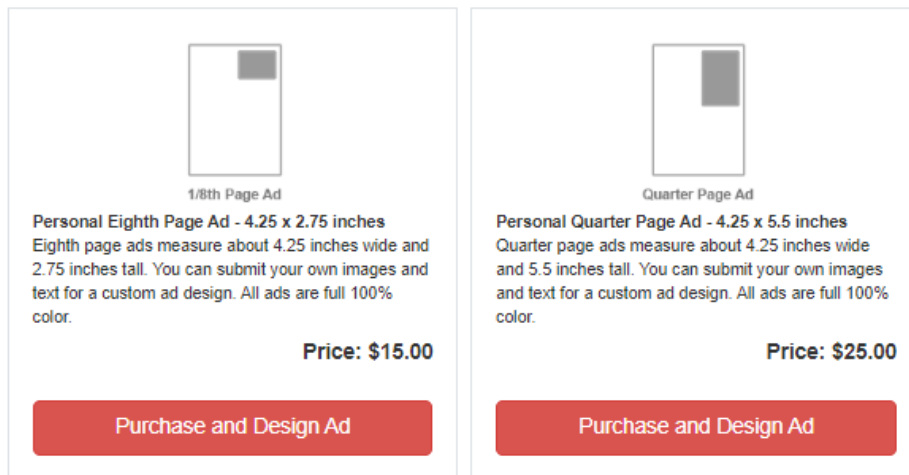 1/8th Page Ad
Personal Eighth Page Ad - 4.25 x 2.75 inches
Eighth page ads measure about 4.25 inches wide and
2.75 inches tall. You can submit your own images and
text for a custom ad design. All ads are full 100%
color.
Price: $15.00
Purchase and Design Ad
Quarter Page Ad
Personal Quarter Page Ad - 4.25 x 5.5 inches
Quarter page ads measure about 4.25 inches wide
and 5.5 inches tall. You can submit your own images
and text for a custom ad design. All ads are full 100%
color.
Price: $25.00
Purchase and Design Ad